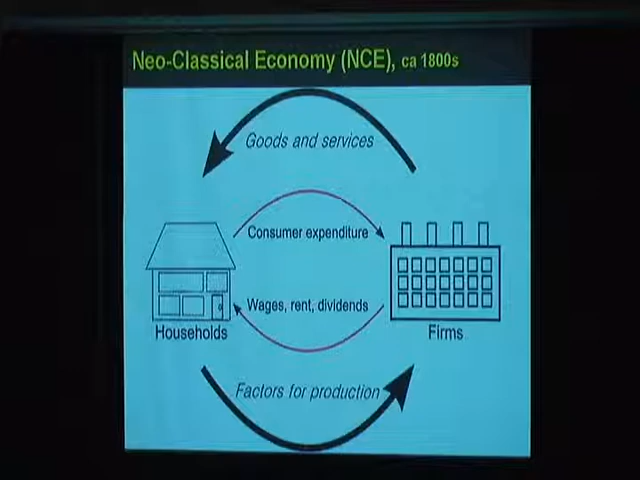 Neo-Classical Economy (NCE), ca 1800s
Goods and services
Consumer expenditure
Wages, rent, dividends
Households
Firms
Factors for production